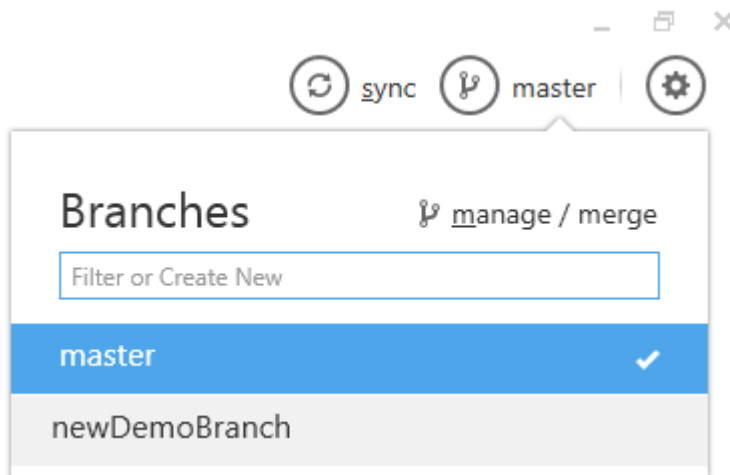 sync master
Branches manage / merge
Filter or Create New
master
newDemoBranch